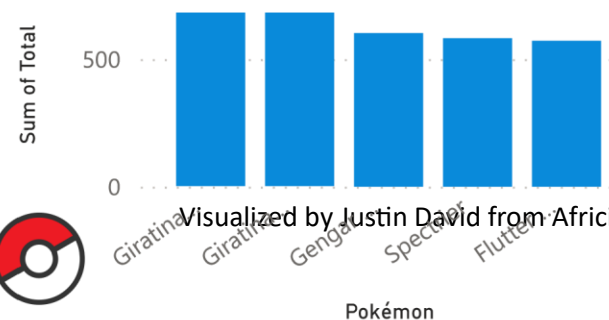 Sum of Total
500
0
Giratina...
Giratina...
Gengar ...
Spectrier
Flutter ...
Visualized by Justin David from Afric
Pokémon